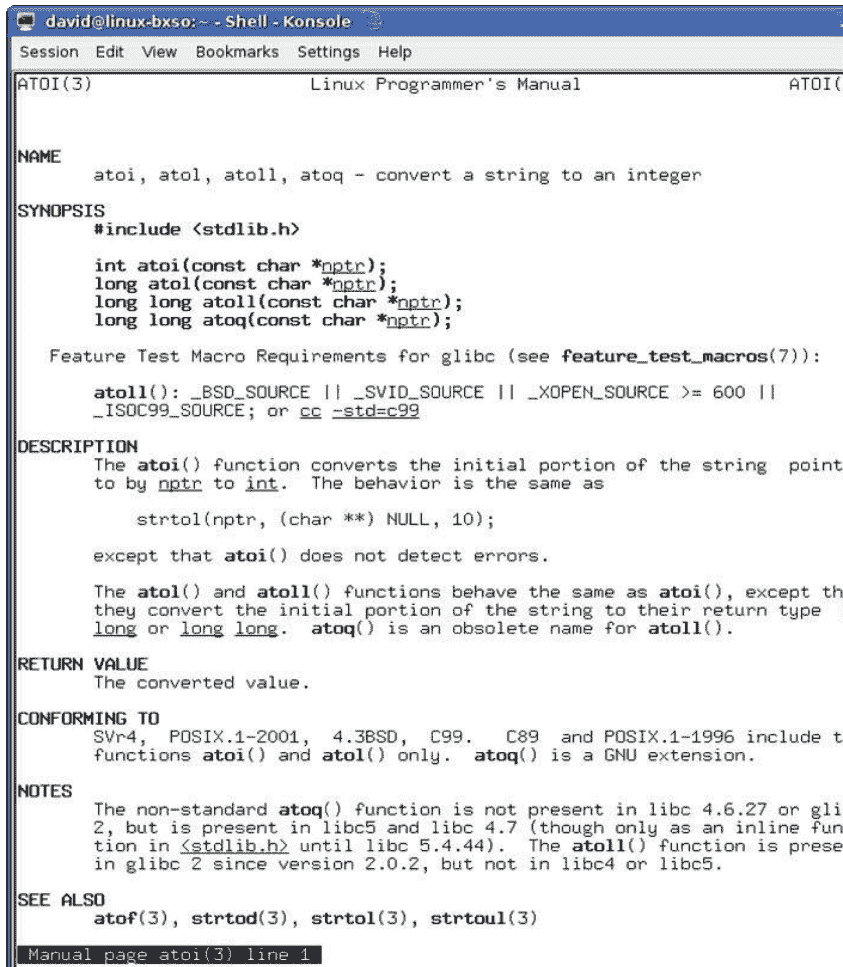 david@linux-bxso:~ - Shell - Konsole
Session Edit View Bookmarks Settings Help
ATOI(3) Linux Programmer's Manual ATOI(
NAME
atoi, atol, atoll, atoq - convert a string to an integer
SYNOPSIS
#include <stdlib.h>
int atoi(const char *nptr);
long atol(const char *nptr);
long long atoll(const char *nptr);
long long atoq(const char *nptr);
Feature Test Macro Requirements for glibc (see feature_test_macros(7)):
atoll(): _BSD_SOURCE || _SVID_SOURCE || _XOPEN_SOURCE >= 600 ||
_ISOC99_SOURCE; or cc -std=c99
DESCRIPTION
The atoi() function converts the initial portion of the string point
to by nptr to int. The behavior is the same as
strtol(nptr, (char **) NULL, 10);
except that atoi() does not detect errors.
The atol() and atoll() functions behave the same as atoi(), except th
they convert the initial portion of the string to their return type
long or long long. atoq() is an obsolete name for atoll().
RETURN VALUE
The converted value.
CONFORMING TO
SVr4, POSIX.1-2001, 4.3BSD, C99. C89 and POSIX.1-1996 include t
functions atoi() and atol() only. atoq() is a GNU extension.
NOTES
The non-standard atoq() function is not present in libc 4.6.27 or gli
2, but is present in libc5 and libc 4.7 (though only as an inline fun
tion in <stdlib.h> until libc 5.4.44). The atoll() function is prese
in glibc 2 since version 2.0.2, but not in libc4 or libc5.
SEE ALSO
atof(3), strtod(3), strtol(3), strtoul(3)
Manual page atoi(3) line 1